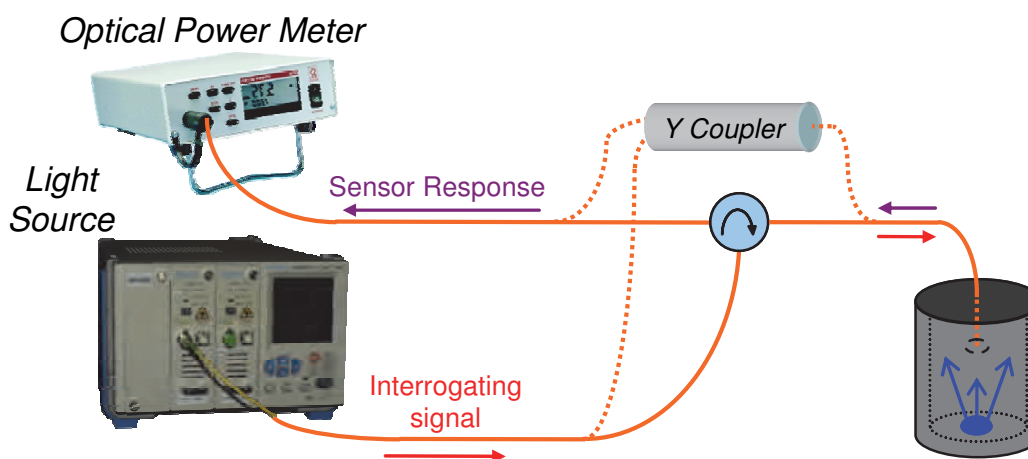 Optical Power Meter
Y Coupler
Light
Source
Sensor Response
Interrogating
signal